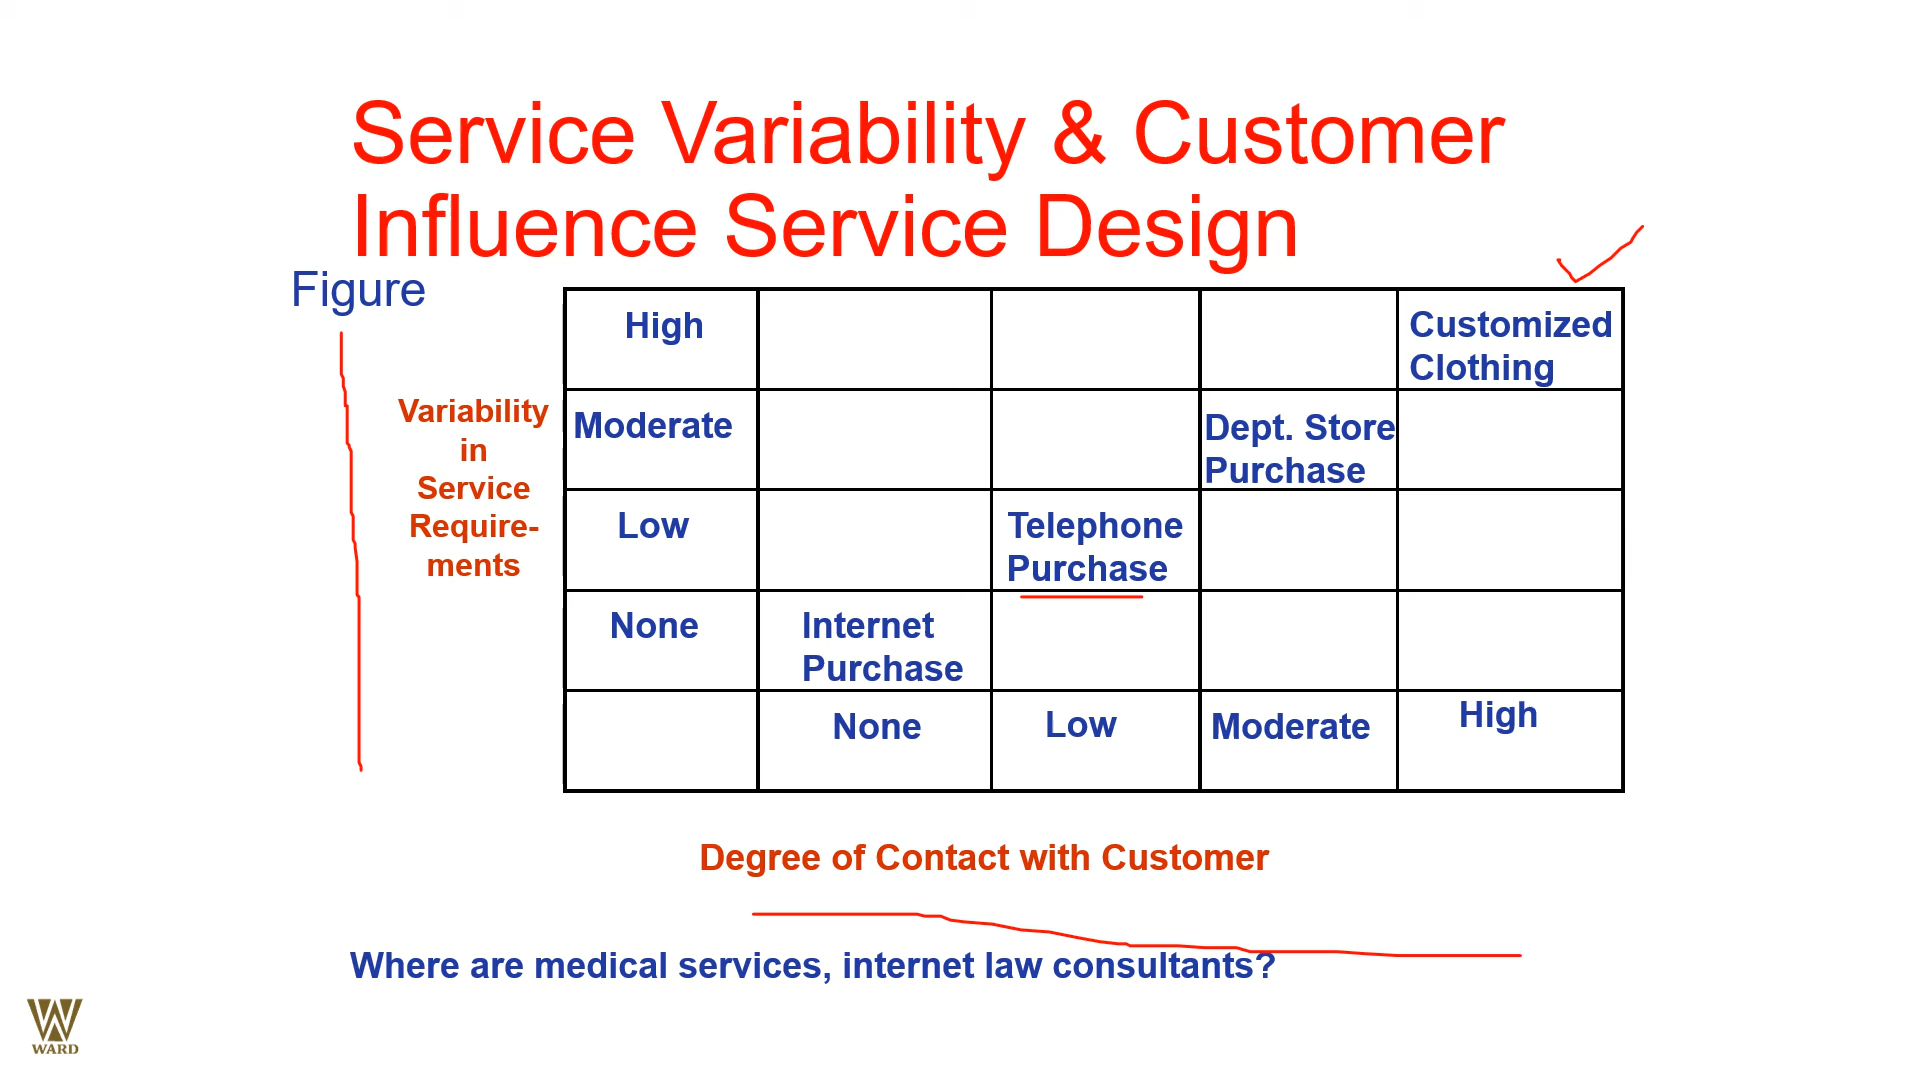 Service Variability & Customer
Influence Service Design
Figure
High
Customized
Clothing
Variability
in
Service
Require-
ments
Moderate
Dept. Store
Purchase
Low
Telephone
Purchase
None
Internet
Purchase
None
Low
Moderate
High
Degree of Contact with Customer
Where are medical services, internet law consultants?
WARD